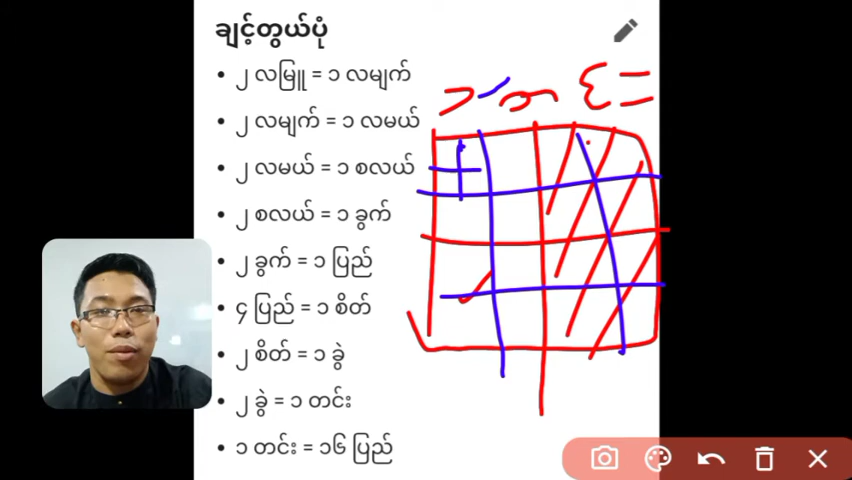 ချင့်တွယ်ပုံ
၂ လမြူ = ၁ လမျက်
၂ လမျက် = ၁ လမယ်
၂ လမယ် = ၁ စလယ်
၂ စလယ် = ၁ ခွက်
၂ ခွက် = ၁ ပြည်
၄ ပြည် = ၁ စိတ်
၂ စိတ် = ၁ ခွဲ
၂ ခွဲ = ၁ တင်း
၁ တင်း = ၁၆ ပြည်